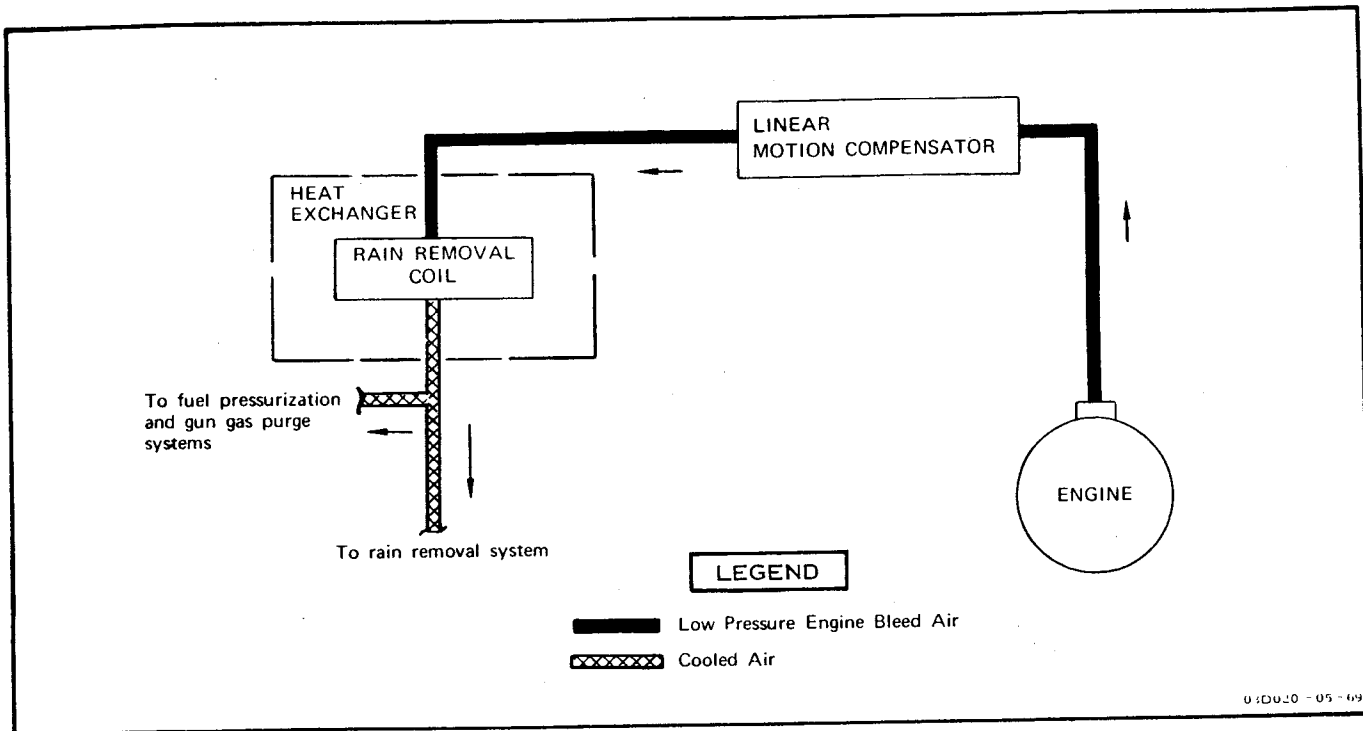 LINEAR
MOTION COMPENSATOR
HEAT
EXCHANGER
RAIN REMOVAL
COIL
To fuel pressurization
and gun gas purge
systems
ENGINE
To rain removal system
LEGEND
Low Pressure Engine Bleed Air
Cooled Air